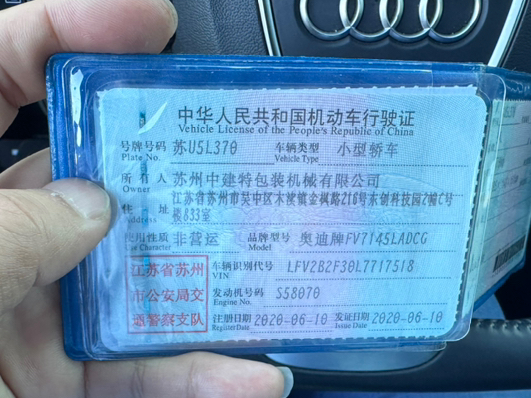 中华人民共和国机动车行驶证
Vehicle License of the People's Republic of China
号牌号码 苏U5L370 车辆类型 小型轿车
Plate No. Vehicle Type
所有人 苏州中建特包装机械有限公司
Owner
住址 江苏省苏州市吴中区木渎镇金枫路216号东创科技园2幢C号
楼833室
使用性质 非营运 品牌型号 奥迪牌FV7145LADCG
Use Character Model
江苏省苏州
市公安局交
通警察支队
车辆识别代号 LFV2B2F30L7717518
VIN
发动机号码 S58070
Engine No.
注册日期 2020-06-10 发证日期 2020-06-10
Register Date Issue Date